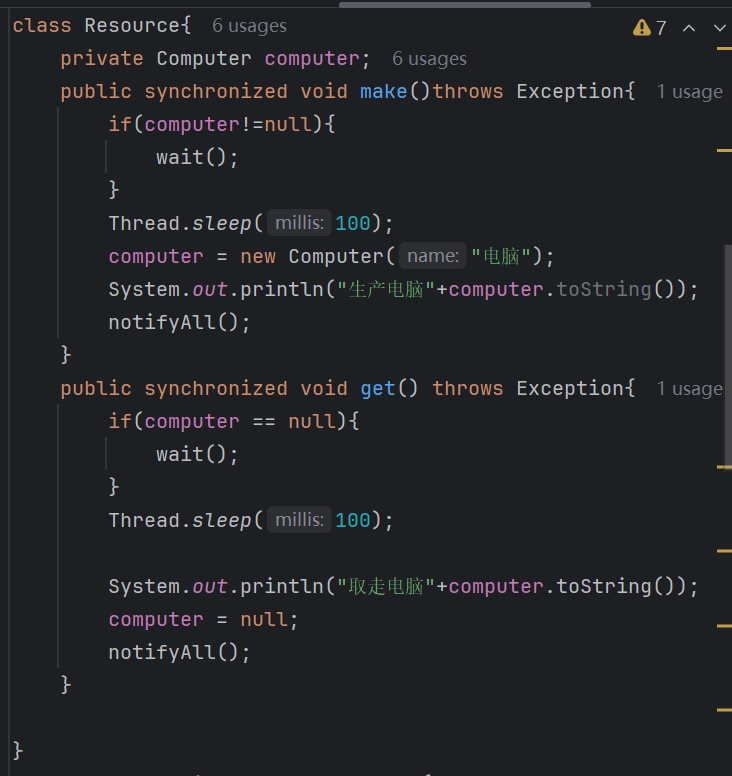 class Resource{ 6 usages 7
private Computer computer; 6 usages
public synchronized void make()throws Exception{ 1 usage
if(computer!=null){
wait();
}
Thread.sleep( millis: 100);
computer = new Computer( name: "电脑");
System.out.println("生产电脑"+computer.toString());
notifyAll();
}
public synchronized void get() throws Exception{ 1 usage
if(computer == null){
wait();
}
Thread.sleep( millis: 100);
System.out.println("取走电脑"+computer.toString());
computer = null;
notifyAll();
}
}